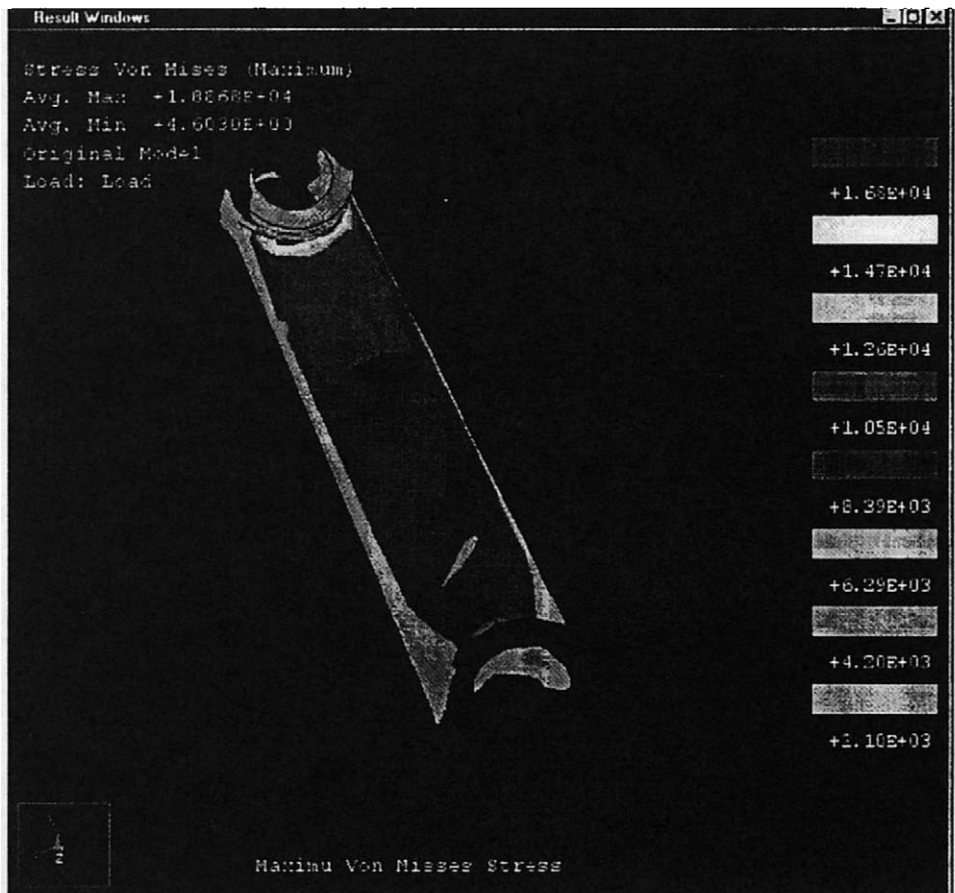 Result Windows
Stress Von Mises (Maximum)
Avg. Max +1.8868E+04
Avg. Min +4.6030E+03
Original Model
Load: Load
+1.68E+04
+1.47E+04
+1.26E+04
+1.05E+04
+8.39E+03
+6.29E+03
+4.20E+03
+2.10E+03
Z
Maximu Von Misses Stress